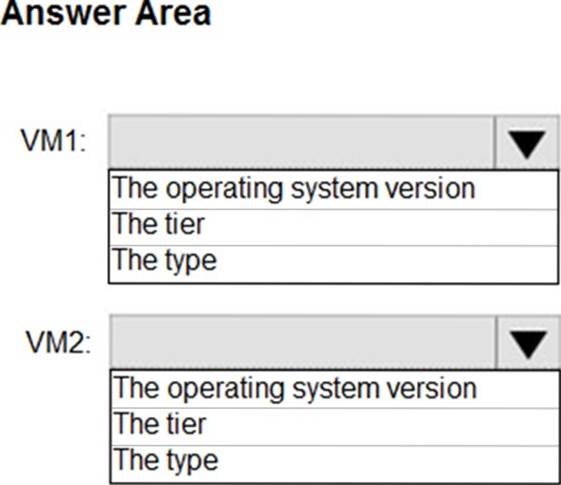 Answer Area
VM1:
The operating system version
The tier
The type
VM2:
The operating system version
The tier
The type